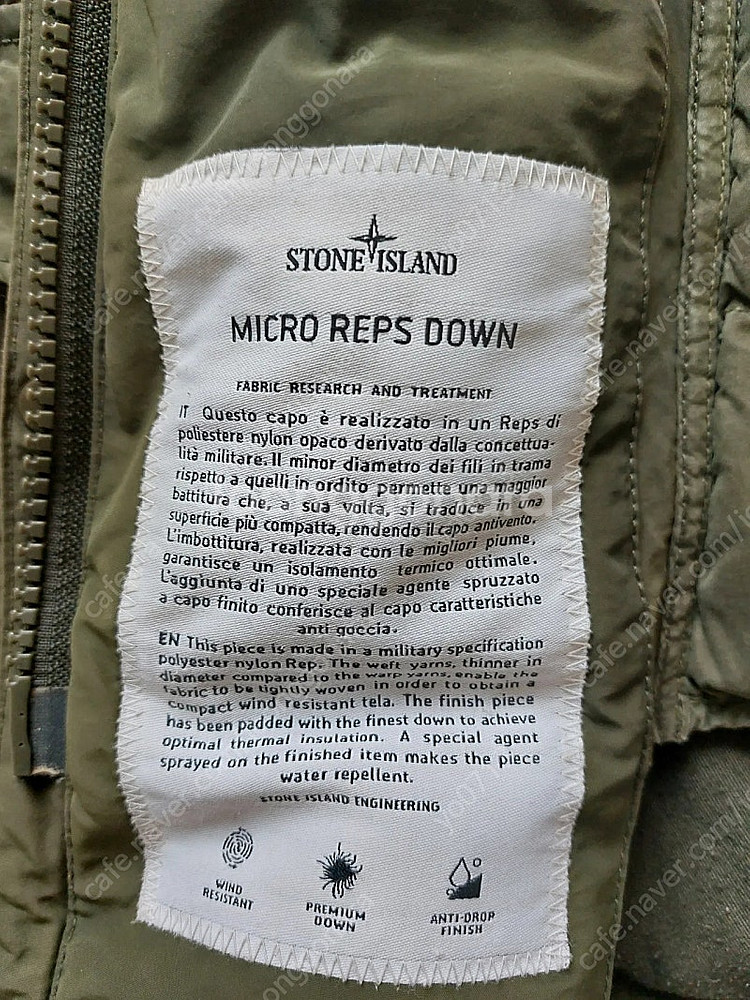 STONE ISLAND
MICRO REPS DOWN
FABRIC RESEARCH AND TREATMENT
IT Questo capo è realizzato in un Reps di
poliestere nylon opaco derivato dalla concettua-
lità militare. Il minor diametro dei fili in trama
rispetto a quelli in ordito permette una maggior
battitura che, a sua volta, si traduce in una
superficie più compatta, rendendo il capo antivento.
L'imbottitura, realizzata con le migliori piume,
garantisce un isolamento termico ottimale.
L'aggiunta di uno speciale agente spruzzato
a capo finito conferisce al capo caratteristiche
anti goccia.
EN This piece is made in a military specification
polyester nylon Rep. The weft yarns, thinner in
diameter compared to the warp yarns, enable the
fabric to be tightly woven in order to obtain a
compact wind resistant tela. The finish piece
has been padded with the finest down to achieve
optimal thermal insulation. A special agent
sprayed on the finished item makes the piece
water repellent.
STONE ISLAND ENGINEERING
WIND
RESISTANT
PREMIUM
DOWN
ANTI-DROP
FINISH